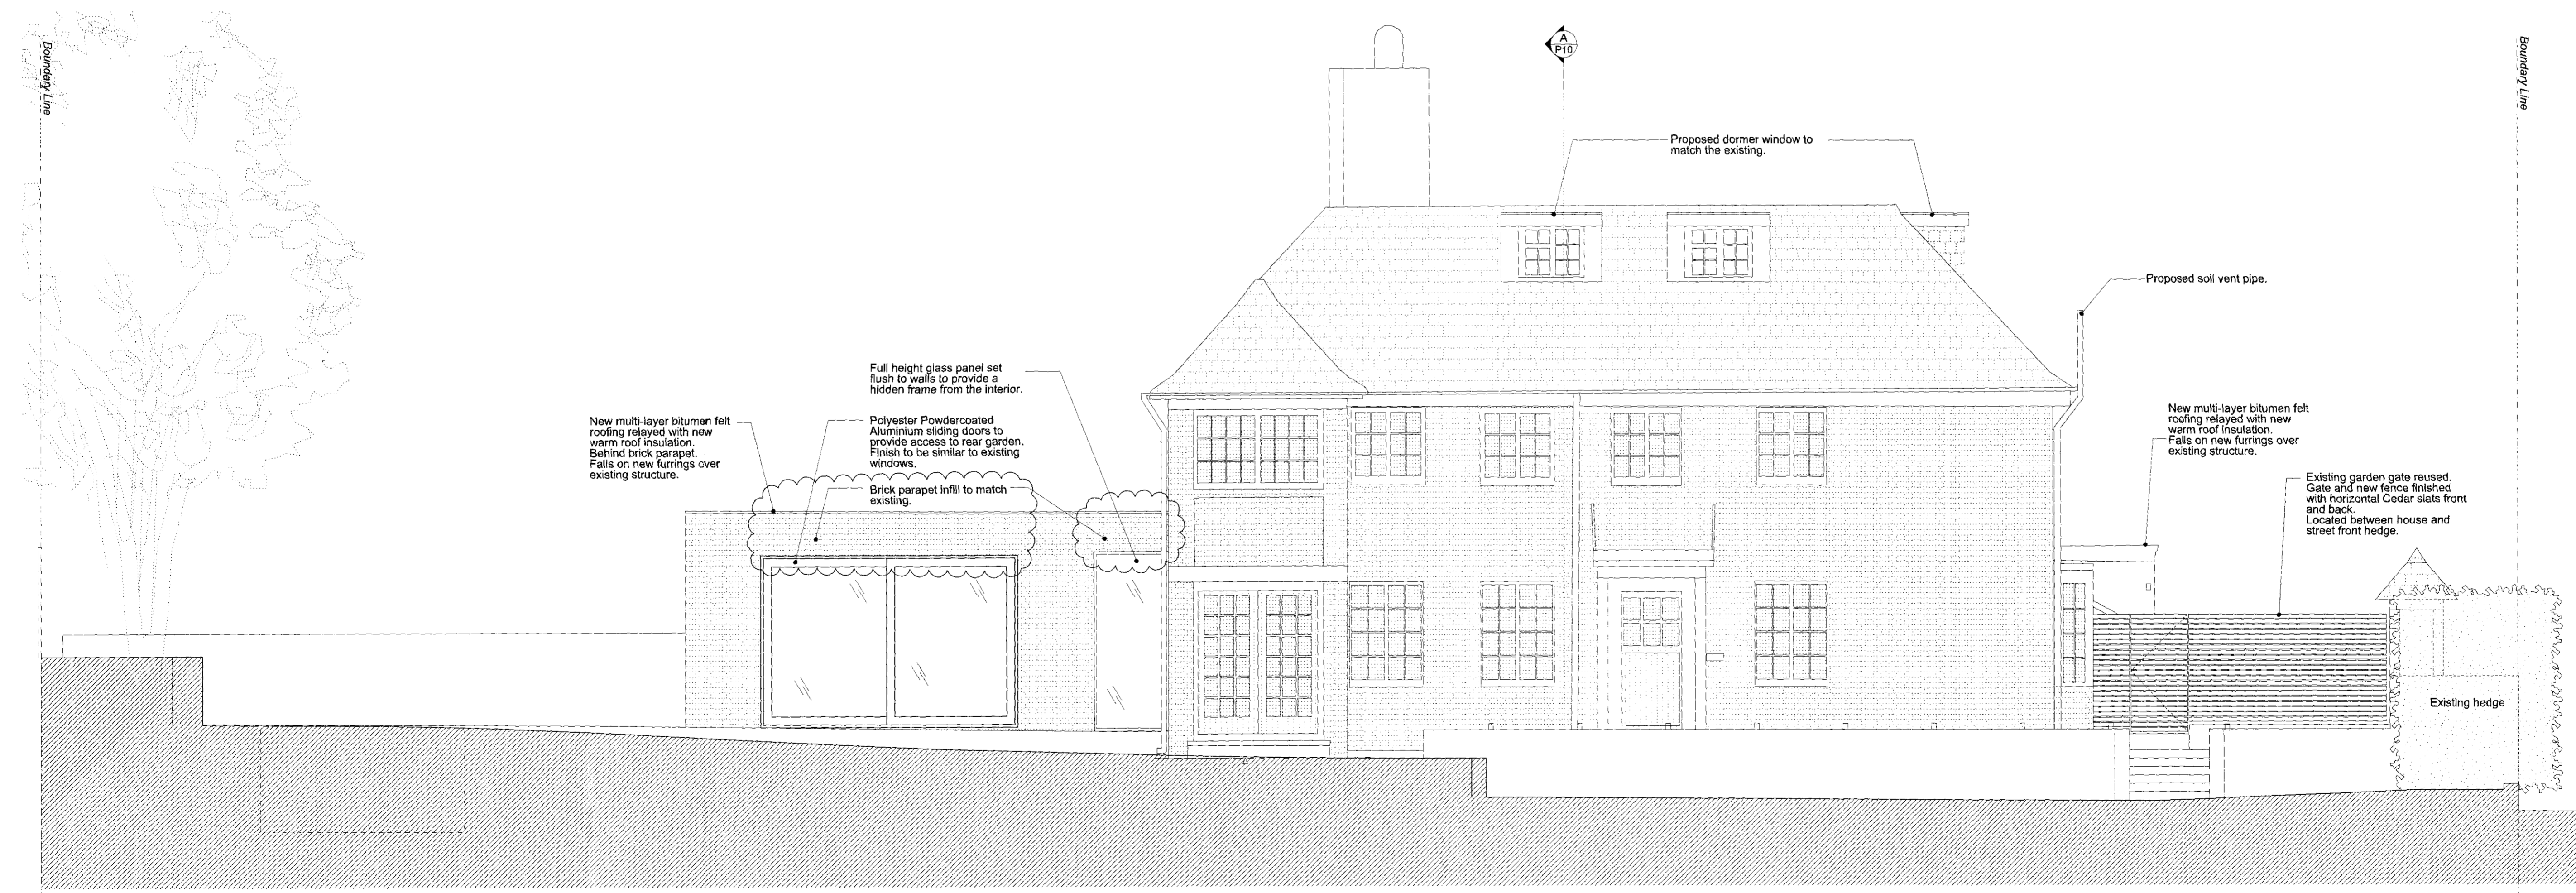 Boundary Line
A
P10
Boundary Line
Proposed dormer window to
match the existing.
Proposed soil vent pipe.
Full height glass panel set
flush to walls to provide a
hidden frame from the interior.
New multi-layer bitumen felt
roofing relayed with new
warm roof insulation.
Behind brick parapet.
Falls on new furrings over
existing structure.
Polyester Powdercoated
Aluminium sliding doors to
provide access to rear garden.
Finish to be similar to existing
windows.
Brick parapet infill to match
existing.
New multi-layer bitumen felt
roofing relayed with new
warm roof insulation.
Falls on new furrings over
existing structure.
Existing garden gate reused.
Gate and new fence finished
with horizontal Cedar slats front
and back.
Located between house and
street front hedge.
Existing hedge